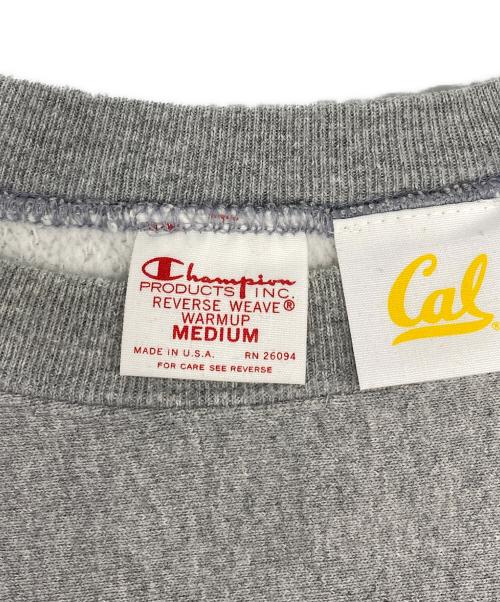 Champion
PRODUCTS INC.
REVERSE WEAVE®
WARMUP
MEDIUM
MADE IN U.S.A. RN 26094
FOR CARE SEE REVERSE
Cal®